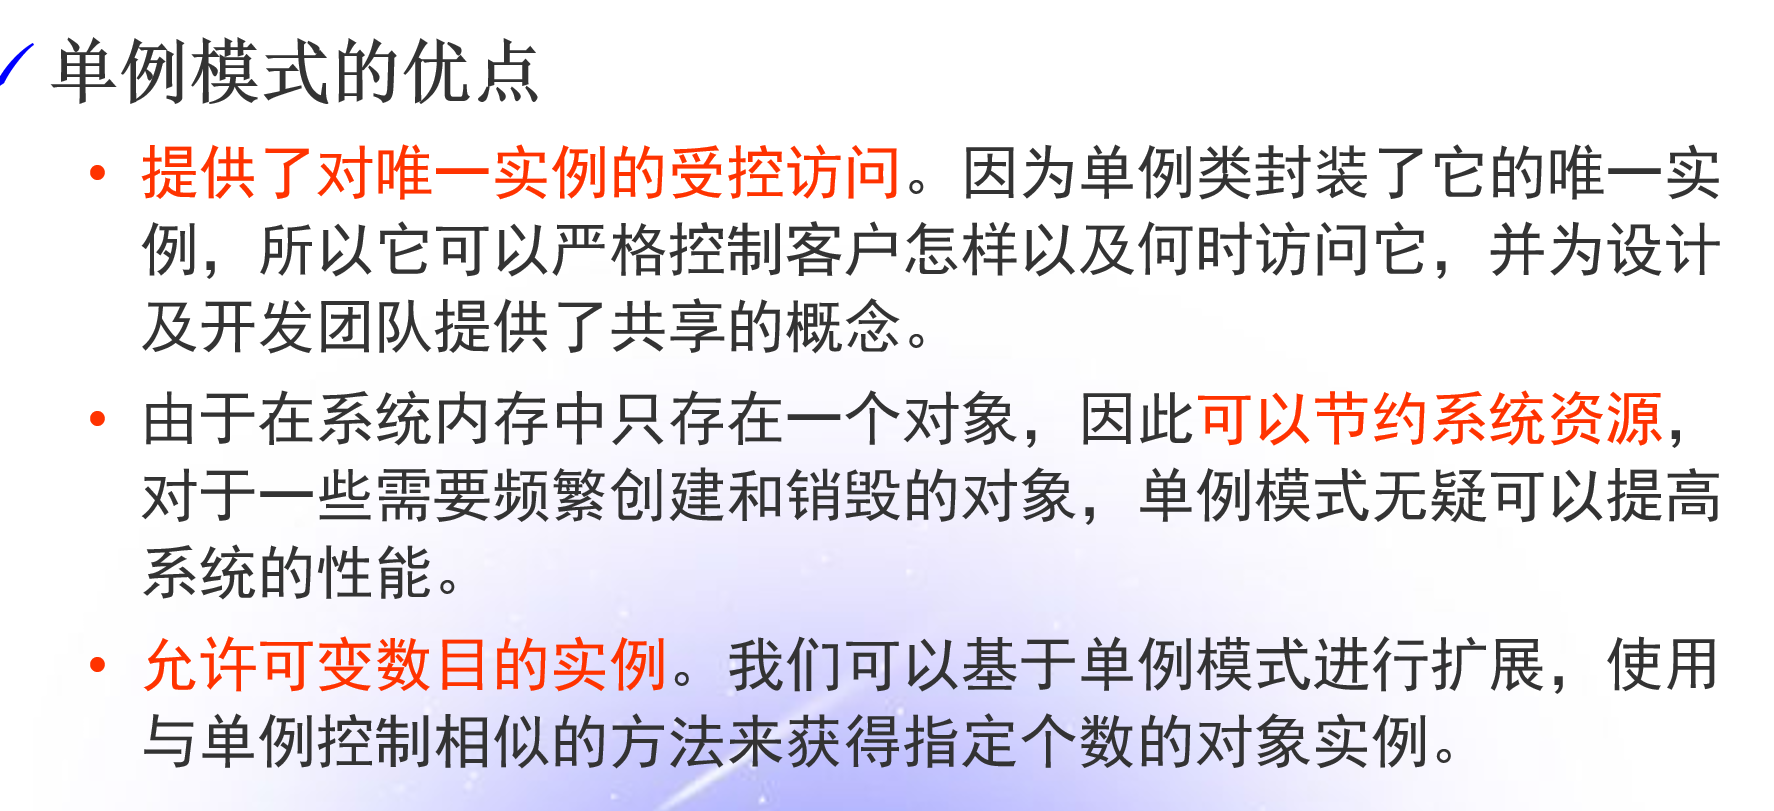 单例模式的优点
• 提供了对唯一实例的受控访问。因为单例类封装了它的唯一实
例，所以它可以严格控制客户怎样以及何时访问它，并为设计
及开发团队提供了共享的概念。
• 由于在系统内存中只存在一个对象，因此可以节约系统资源，
对于一些需要频繁创建和销毁的对象，单例模式无疑可以提高
系统的性能。
• 允许可变数目的实例。我们可以基于单例模式进行扩展，使用
与单例控制相似的方法来获得指定个数的对象实例。